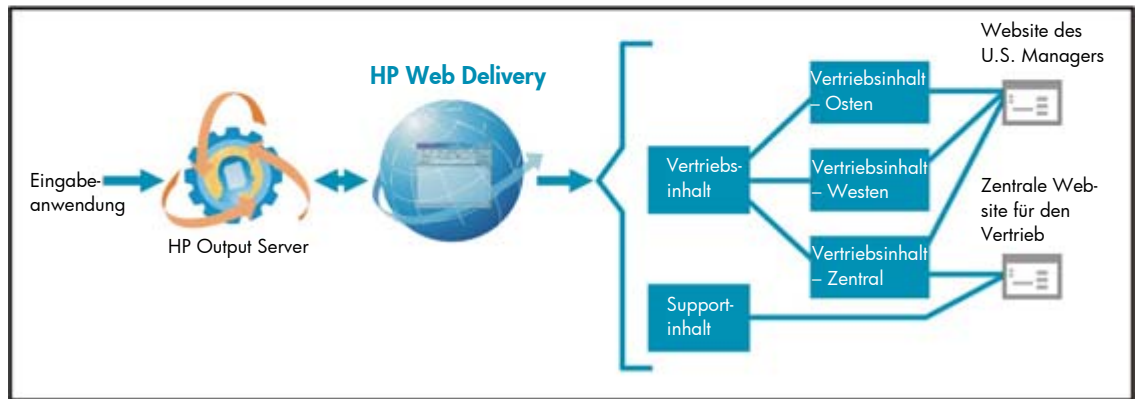 Eingabe-
anwendung
HP Output Server
HP Web Delivery
Vertriebs-
inhalt
Support-
inhalt
Vertriebsinhalt
– Osten
Vertriebsinhalt
– Westen
Vertriebsinhalt
– Zentral
Website des
U.S. Managers
Zentrale Web-
site für den
Vertrieb